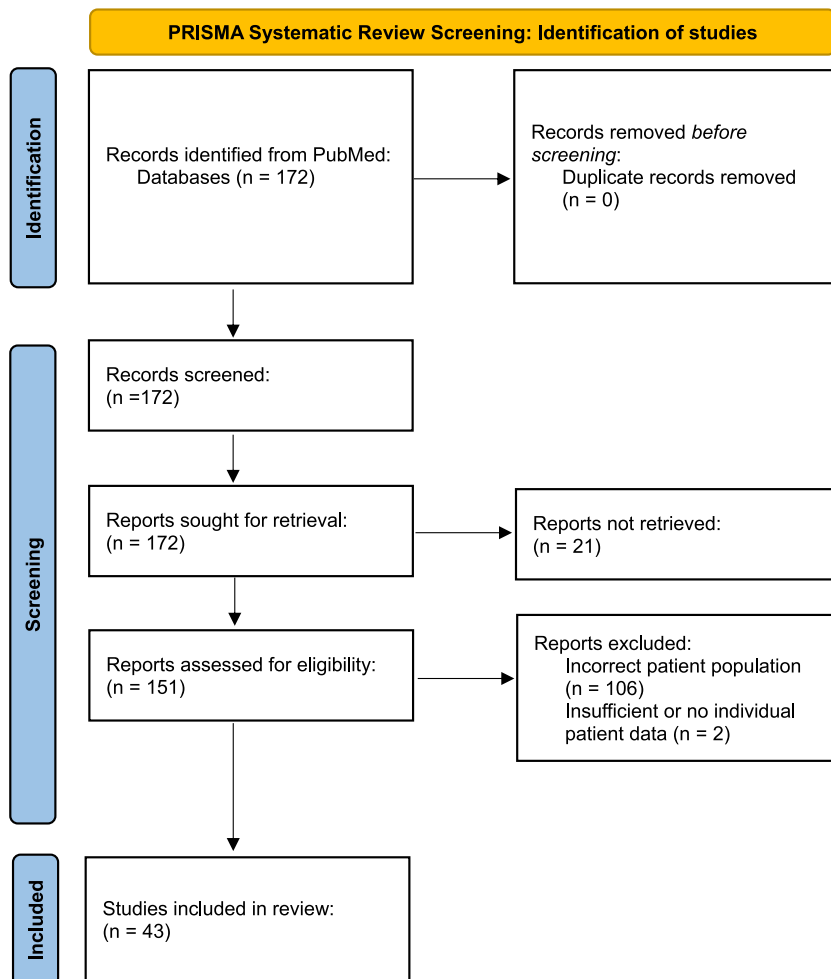 PRISMA Systematic Review Screening: Identification of studies
Identification
Records identified from PubMed:
Databases (n = 172)
Records removed before
screening:
Duplicate records removed
(n = 0)
Screening
Records screened:
(n =172)
Reports sought for retrieval:
(n = 172)
Reports not retrieved:
(n = 21)
Reports assessed for eligibility:
(n = 151)
Reports excluded:
Incorrect patient population
(n = 106)
Insufficient or no individual
patient data (n = 2)
Included
Studies included in review:
(n = 43)